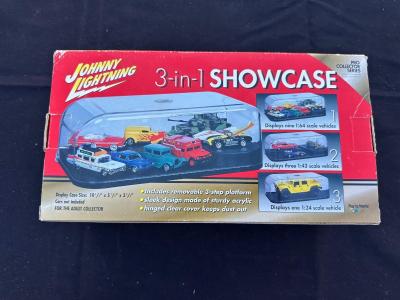 JOHNNY
LIGHTNING
3-in-1 SHOWCASE
PRO
COLLECTOR
SERIES
Displays nine 1:64 scale vehicles
2
Displays three 1:43 scale vehicles
3
Displays one 1:24 scale vehicles
•Includes removable 3-step platform
•sleek design made of sturdy acrylic
•hinged clear cover keeps dust out
Cars not included
FOR THE ADULT COLLECTOR